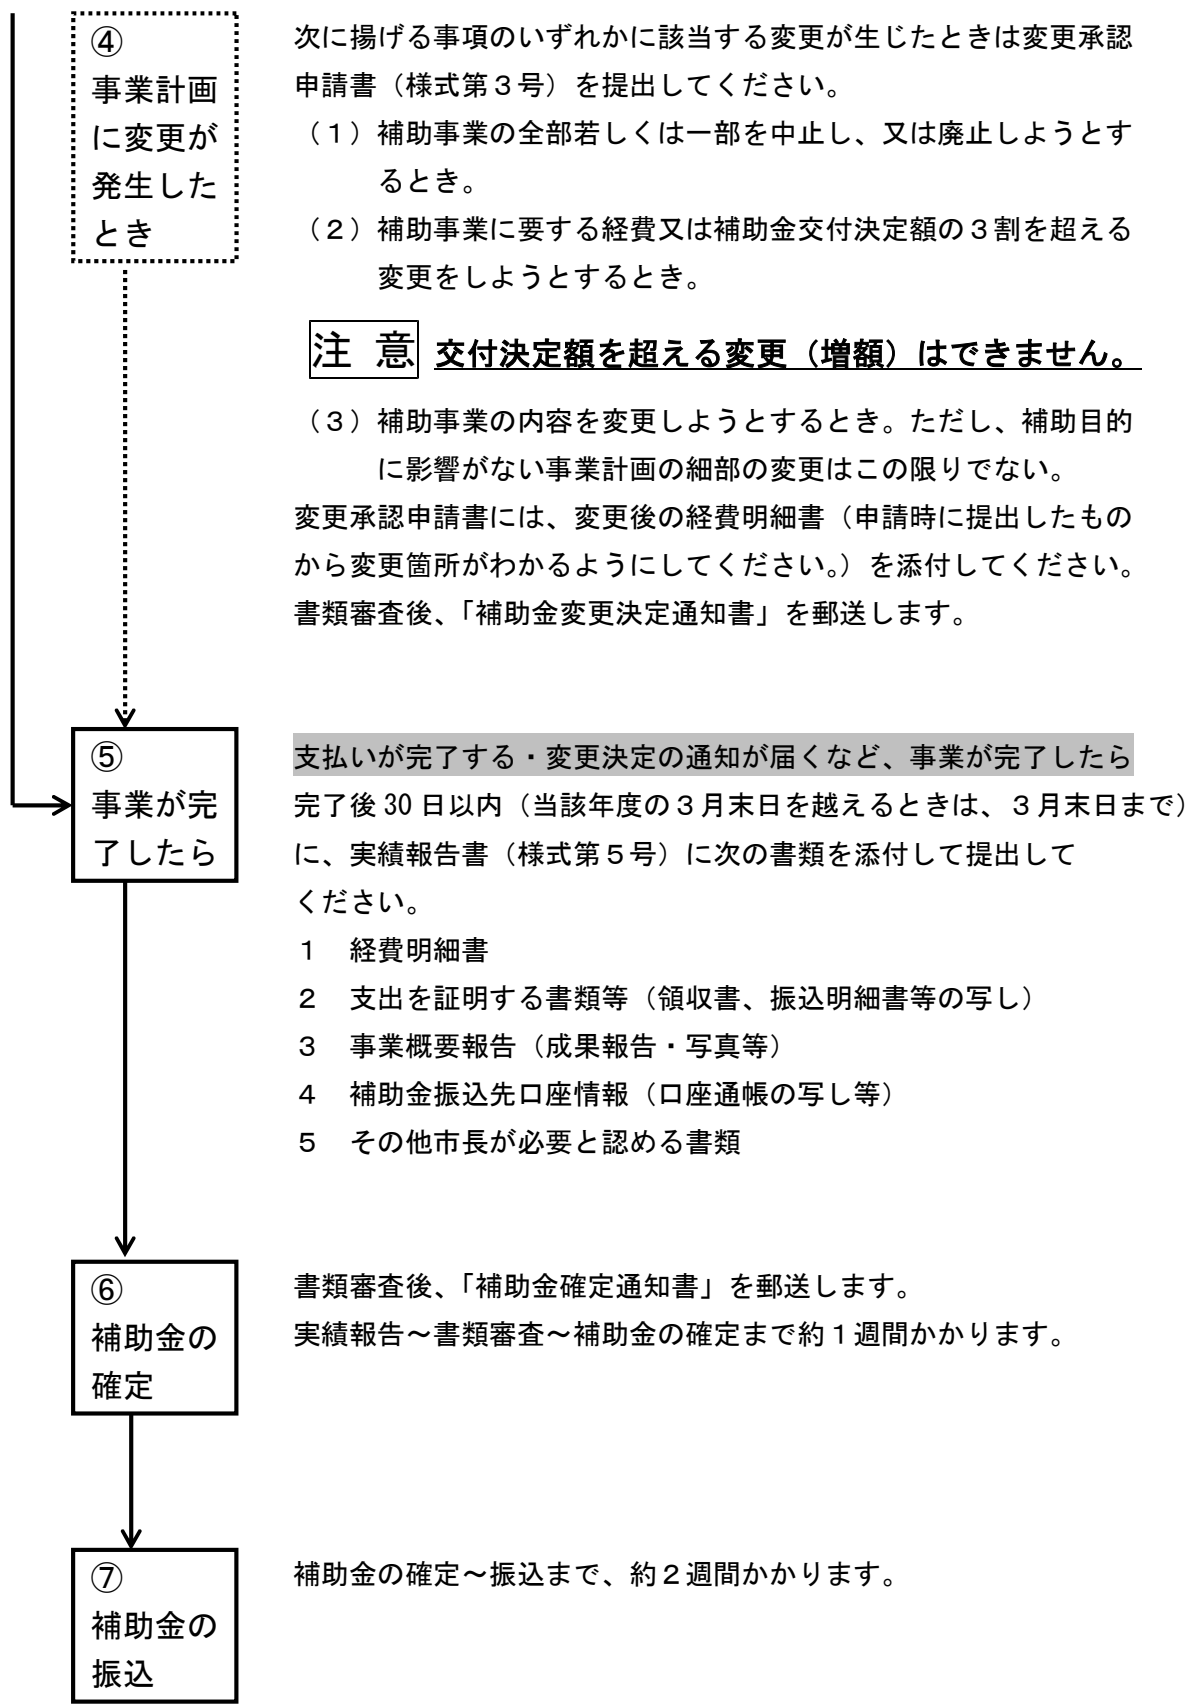 ④
事業計画
に変更が
発生した
とき
次に揚げる事項のいずれかに該当する変更が生じたときは変更承認
申請書（様式第３号）を提出してください。
（１）補助事業の全部若しくは一部を中止し、又は廃止しようとす
るとき。
（２）補助事業に要する経費又は補助金交付決定額の３割を超える
変更をしようとするとき。
注　意 交付決定額を超える変更（増額）はできません。
（３）補助事業の内容を変更しようとするとき。ただし、補助目的
に影響がない事業計画の細部の変更はこの限りでない。
変更承認申請書には、変更後の経費明細書（申請時に提出したもの
から変更箇所がわかるようにしてください。）を添付してください。
書類審査後、「補助金変更決定通知書」を郵送します。
⑤
事業が完
了したら
支払いが完了する・変更決定の通知が届くなど、事業が完了したら
完了後 30 日以内（当該年度の３月末日を越えるときは、３月末日まで）
に、実績報告書（様式第５号）に次の書類を添付して提出して
ください。
１　経費明細書
２　支出を証明する書類等（領収書、振込明細書等の写し）
３　事業概要報告（成果報告・写真等）
４　補助金振込先口座情報（口座通帳の写し等）
５　その他市長が必要と認める書類
⑥
補助金の
確定
書類審査後、「補助金確定通知書」を郵送します。
実績報告～書類審査～補助金の確定まで約１週間かかります。
⑦
補助金の
振込
補助金の確定～振込まで、約２週間かかります。